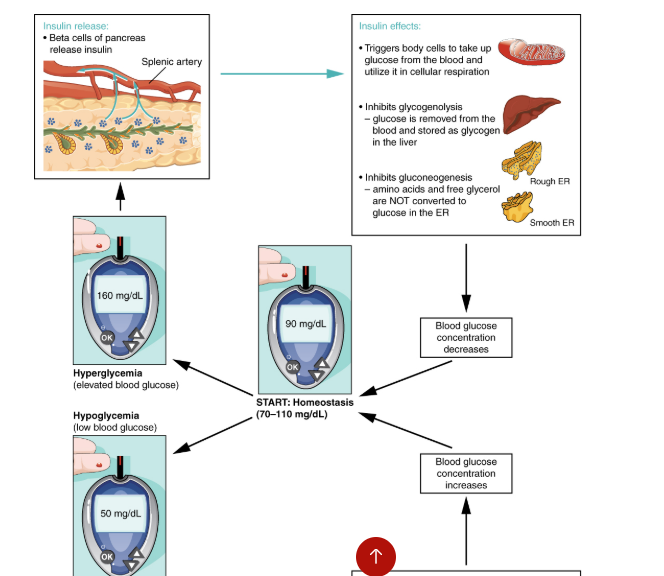 Insulin release:
• Beta cells of pancreas
release insulin
Splenic artery
Insulin effects:
• Triggers body cells to take up
glucose from the blood and
utilize it in cellular respiration
• Inhibits glycogenolysis
– glucose is removed from the
blood and stored as glycogen
in the liver
• Inhibits gluconeogenesis
– amino acids and free glycerol
are NOT converted to
glucose in the ER
Rough ER
Smooth ER
160 mg/dL
OK
Hyperglycemia
(elevated blood glucose)
90 mg/dL
OK
START: Homeostasis
(70–110 mg/dL)
Blood glucose
concentration
decreases
Hypoglycemia
(low blood glucose)
50 mg/dL
OK
Blood glucose
concentration
increases